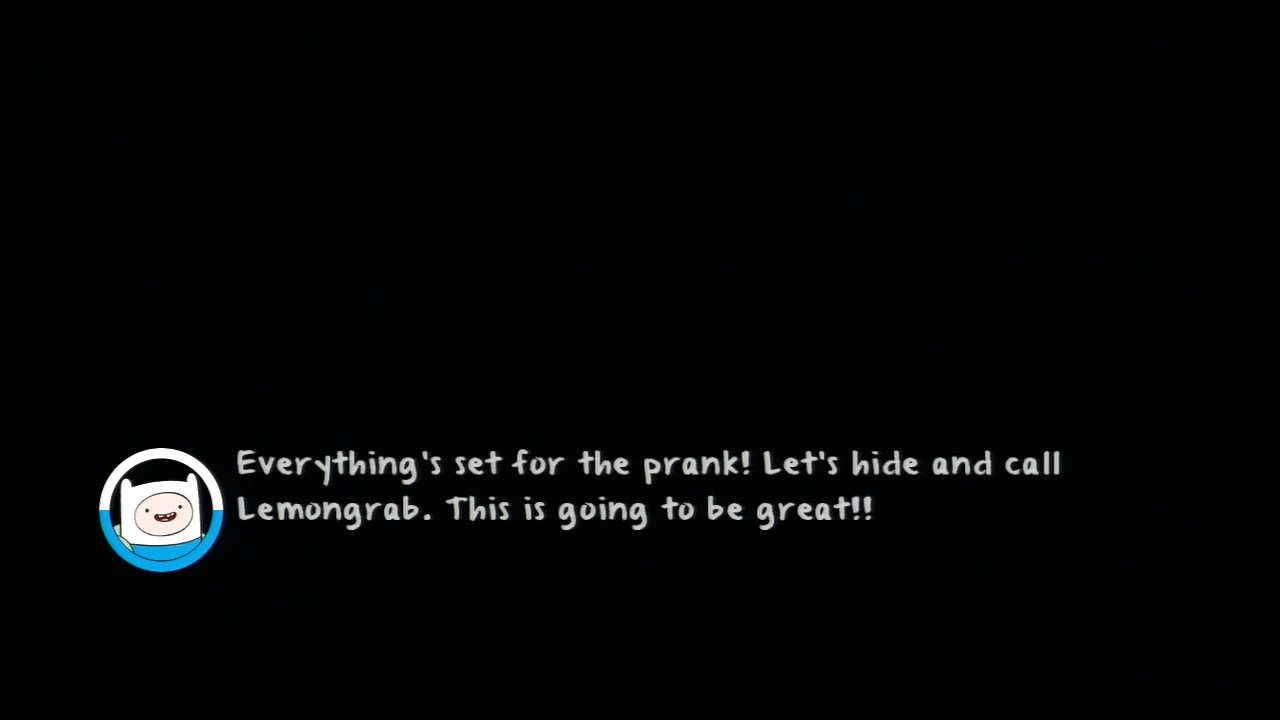 Everything's set for the prank! Let's hide and call
Lemongrab. This is going to be great!!